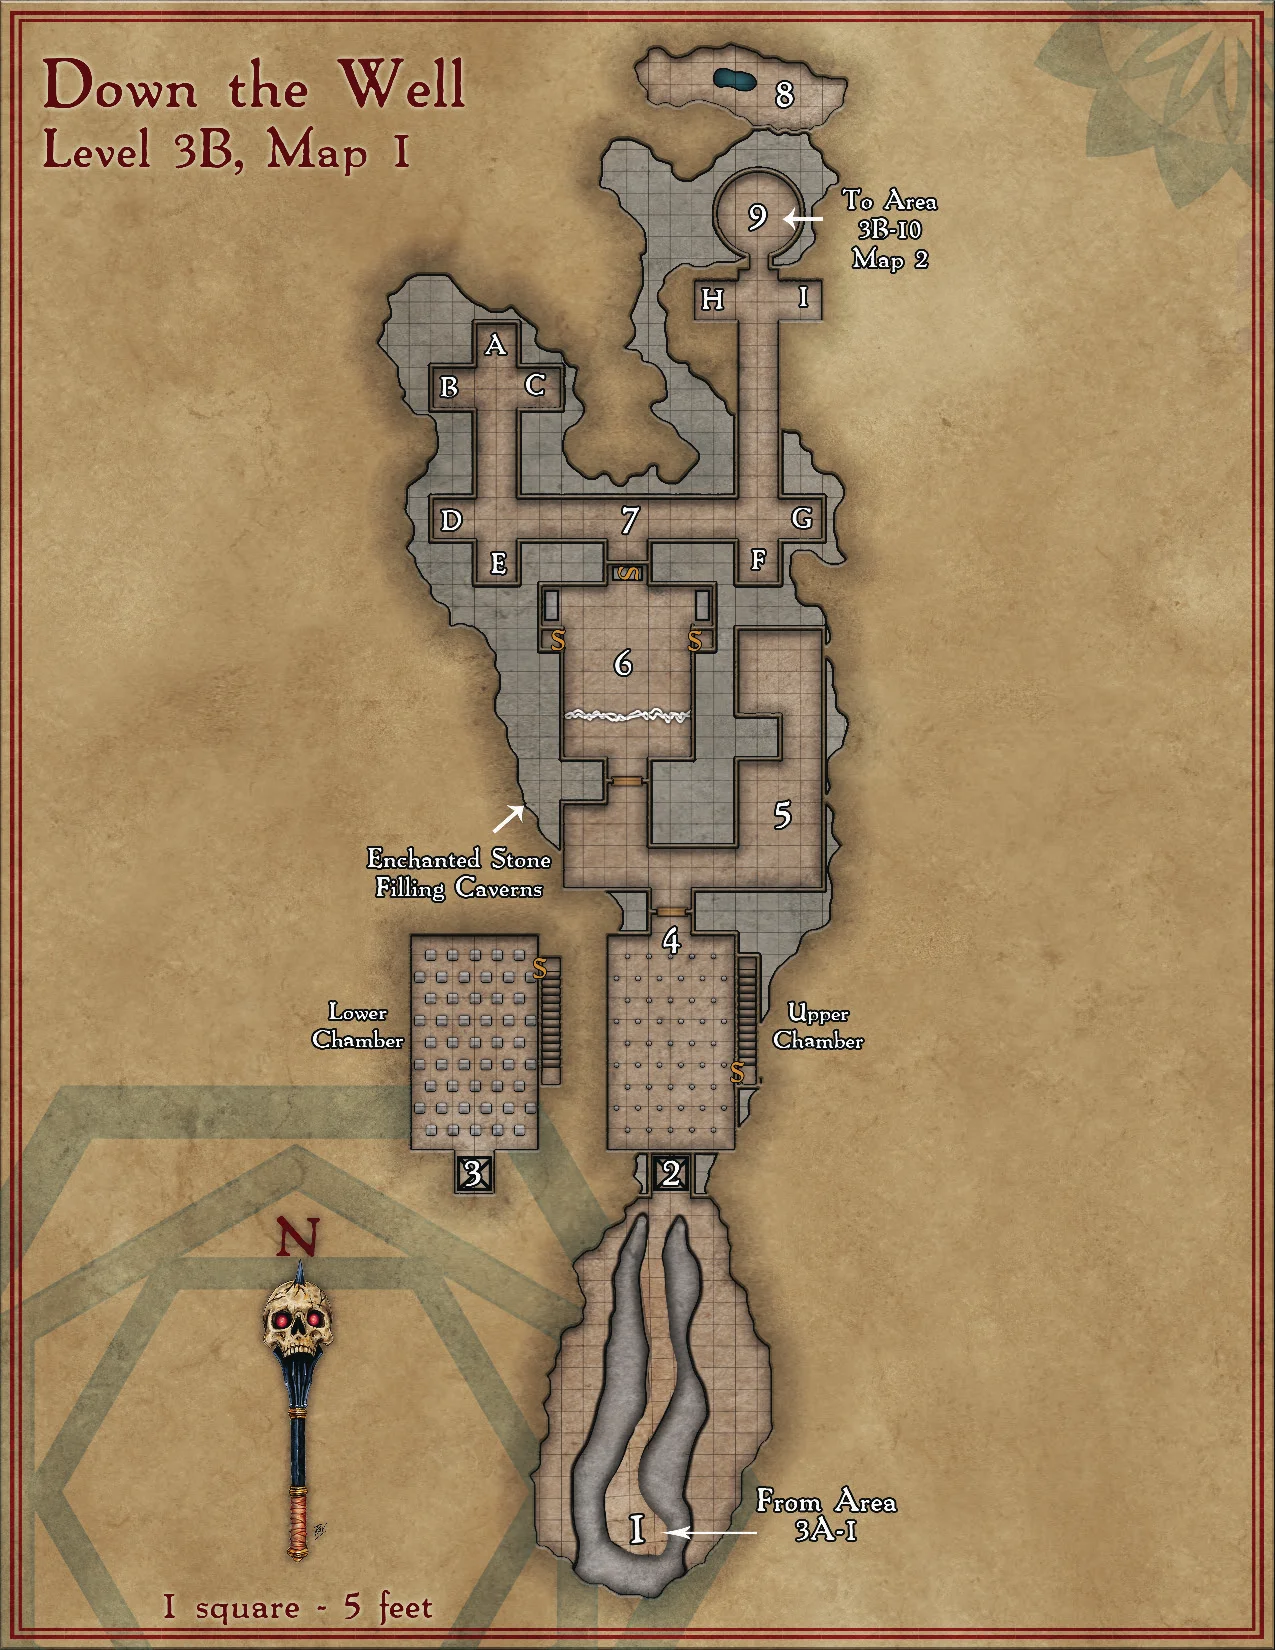 Down the Well
Level 3B, Map 1
8
9
To Area
3B-10
Map 2
H
I
A
B
C
D
7
G
E
F
S
S
S
6
5
Enchanted Stone
Filling Caverns
4
S
Lower
Chamber
Upper
Chamber
S
3
2
N
From Area
3A-1
1
1 square - 5 feet